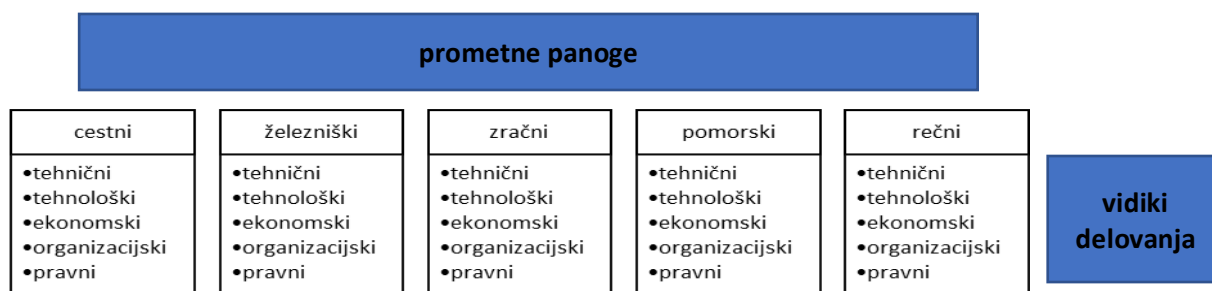 prometne panoge
cestni
•tehnični
•tehnološki
•ekonomski
•organizacijski
•pravni
železniški
•tehnični
•tehnološki
•ekonomski
•organizacijski
•pravni
zračni
•tehnični
•tehnološki
•ekonomski
•organizacijski
•pravni
pomorski
•tehnični
•tehnološki
•ekonomski
•organizacijski
•pravni
rečni
•tehnični
•tehnološki
•ekonomski
•organizacijski
•pravni
vidiki
delovanja